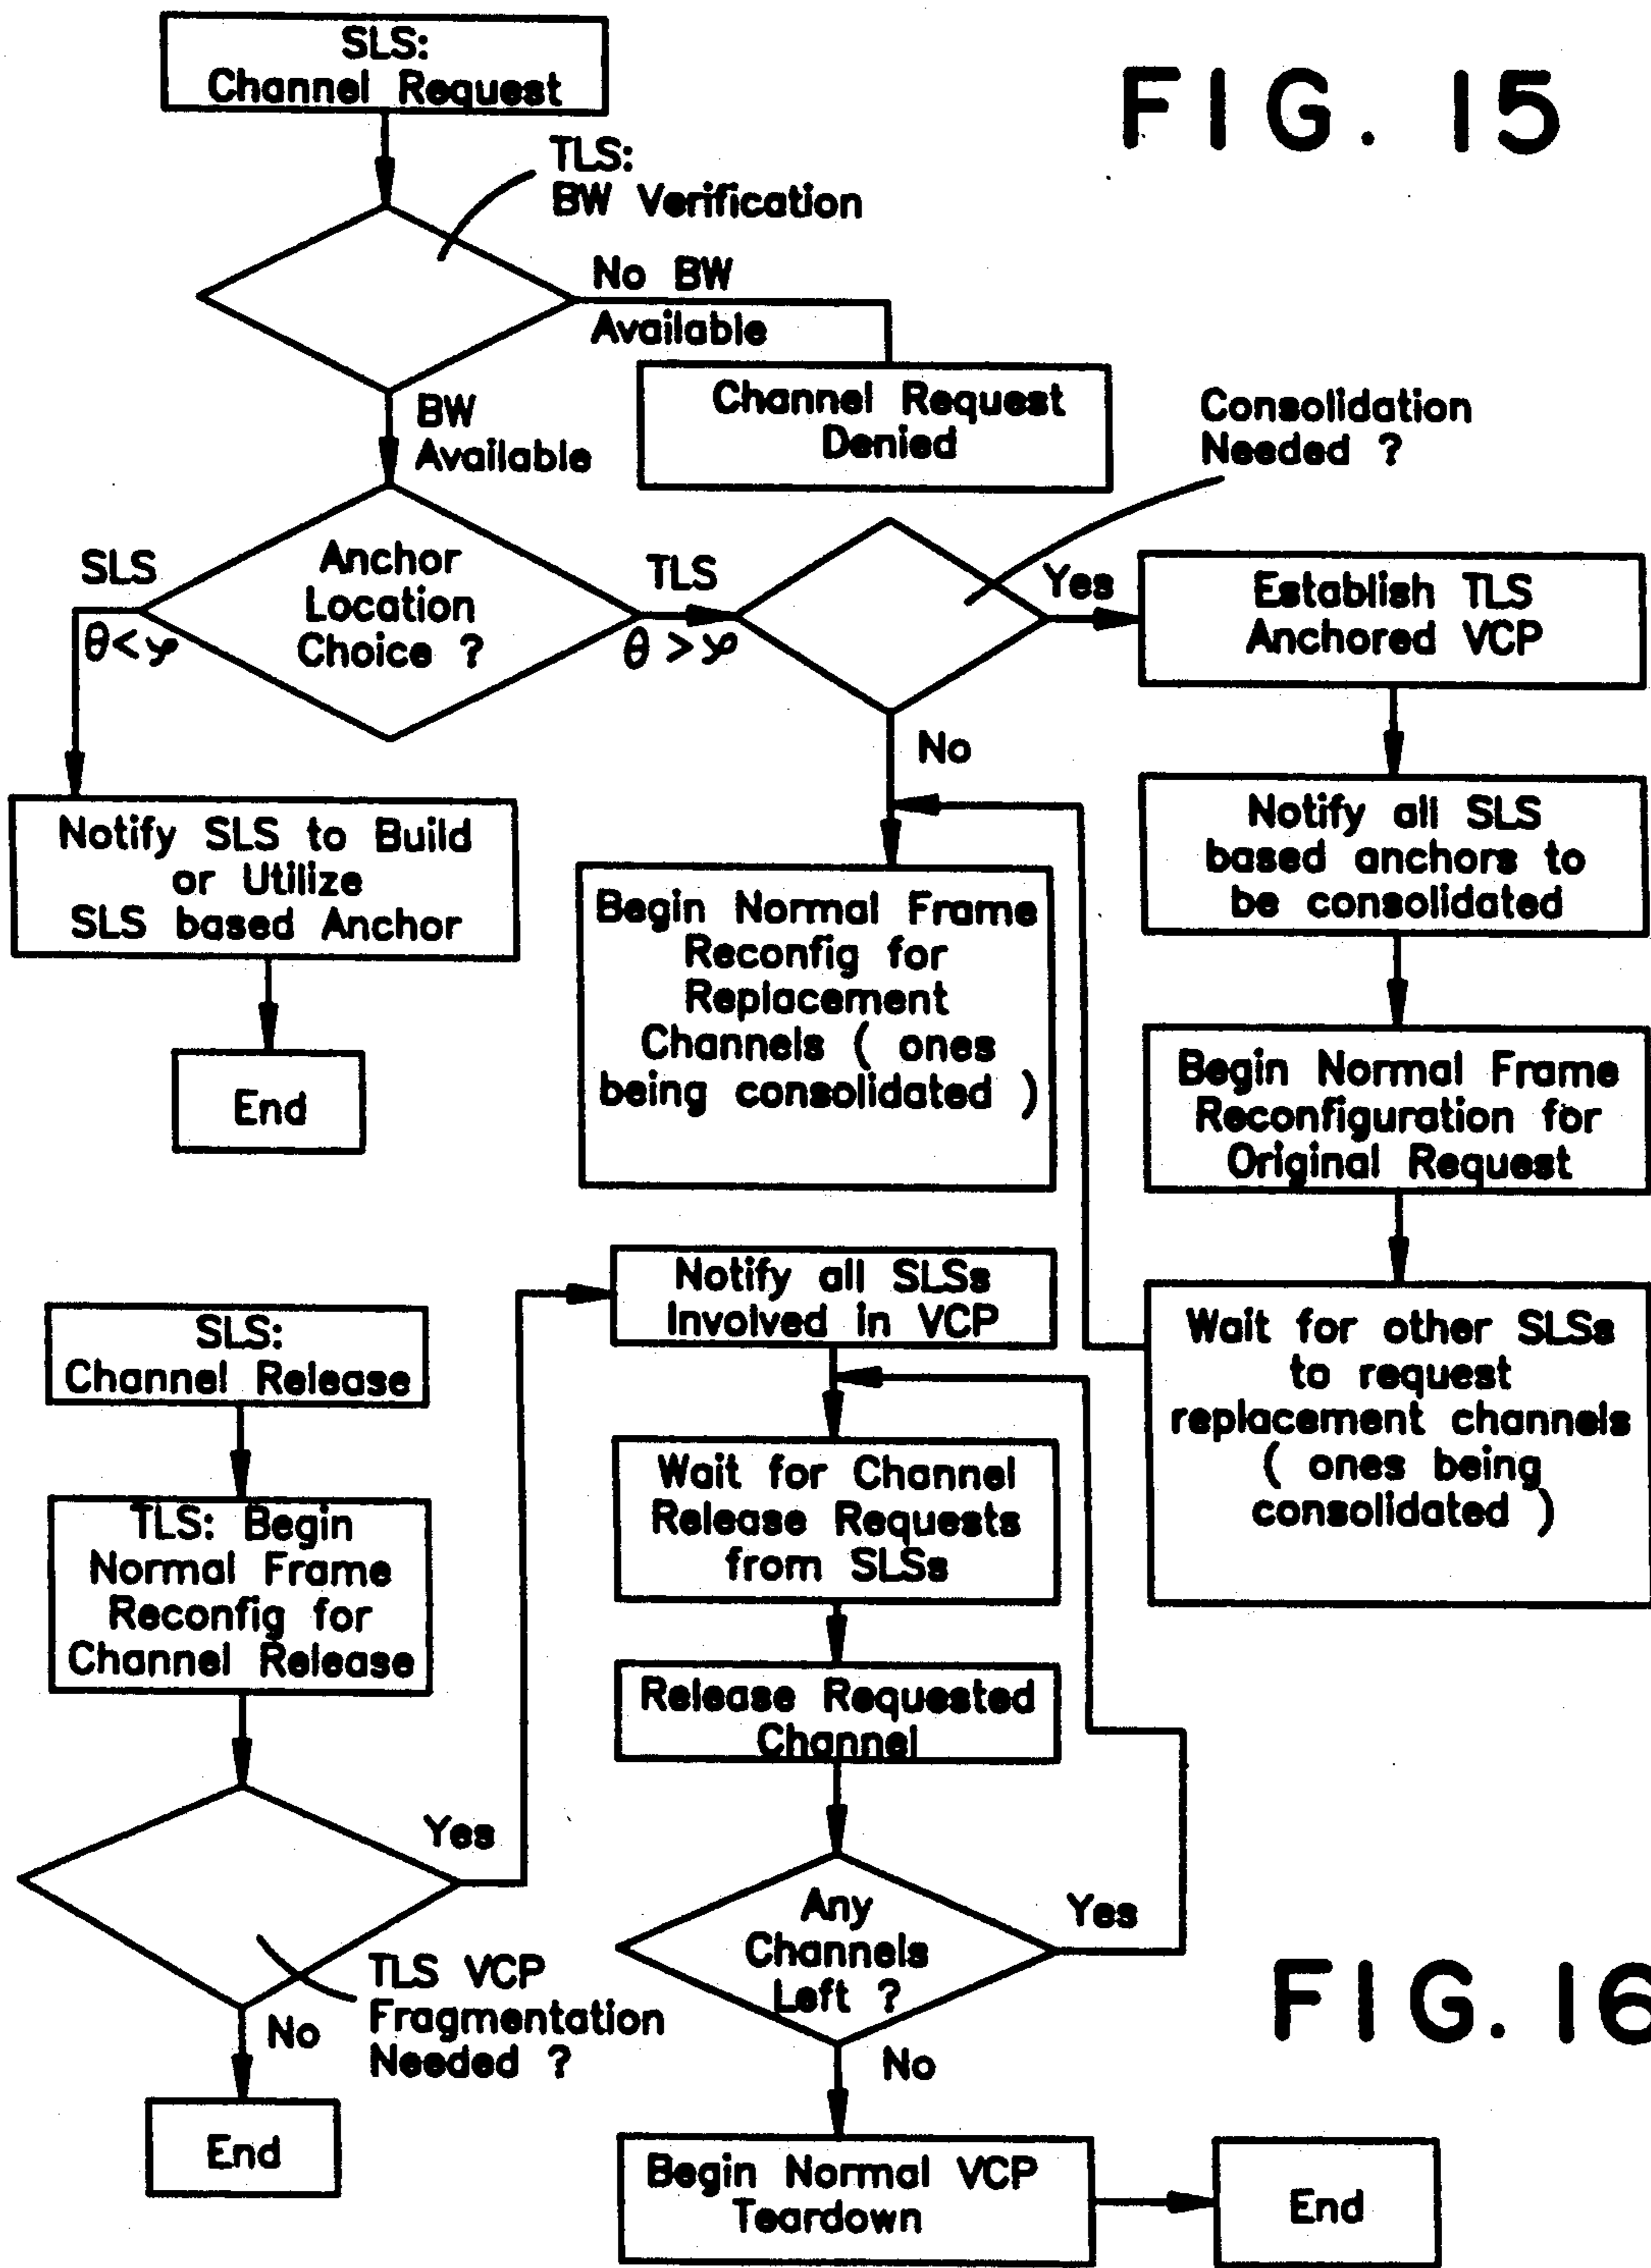 FIG. 15
SLS:
Channel Request
TLS:
BW Verification
No BW
Available
Channel Request
Denied
BW
Available
Consolidation
Needed ?
SLS
θ<φ
Anchor
Location
Choice ?
TLS
θ >φ
Yes
Establish TLS
Anchored VCP
No
Notify SLS to Build
or Utilize
SLS based Anchor
End
Notify all SLS
based anchors to
be consolidated
Begin Normal Frame
Reconfig for
Replacement
Channels ( ones
being consolidated )
Begin Normal Frame
Reconfiguration for
Original Request
Wait for other SLSs
to request
replacement channels
( ones being
consolidated )
SLS:
Channel Release
TLS: Begin
Normal Frame
Reconfig for
Channel Release
Yes
TLS VCP
Fragmentation
Needed ?
No
End
Notify all SLSs
Involved in VCP
Wait for Channel
Release Requests
from SLSs
Release Requested
Channel
Any
Channels
Left ?
Yes
No
Begin Normal VCP
Teardown
End
FIG. 16